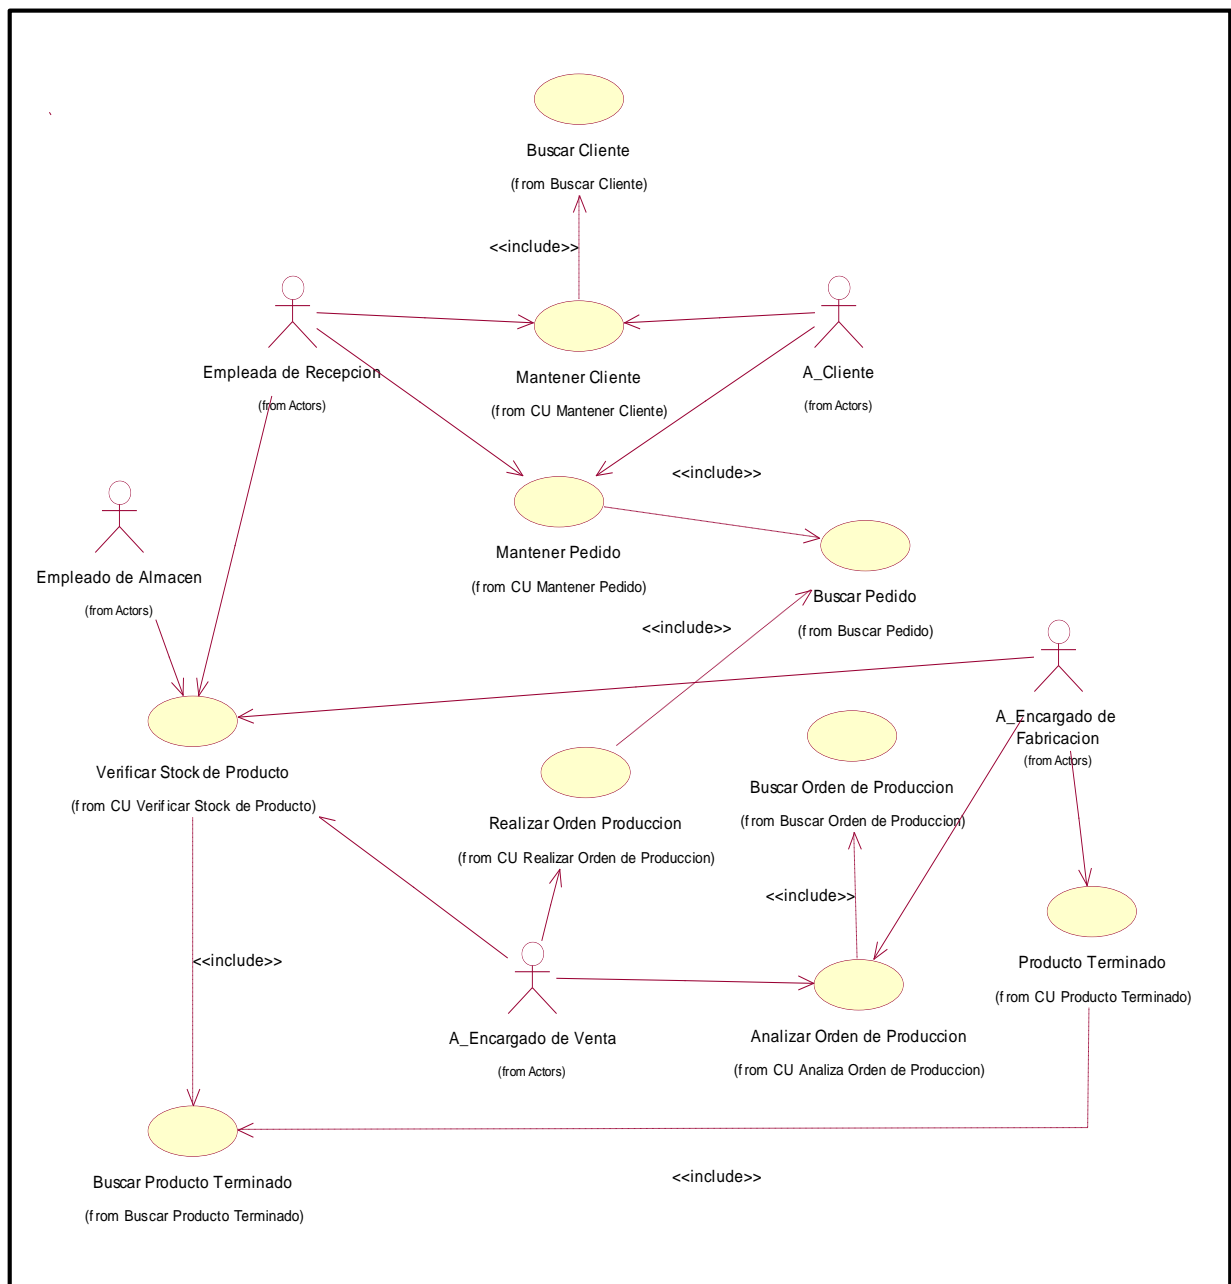 Buscar Cliente
(from Buscar Cliente)
<<include>>
Empleada de Recepcion
(from Actors)
Mantener Cliente
(from CU Mantener Cliente)
A_Cliente
(from Actors)
<<include>>
Empleado de Almacen
(from Actors)
Mantener Pedido
(from CU Mantener Pedido)
Buscar Pedido
(from Buscar Pedido)
<<include>>
A_Encargado de
Fabricacion
(from Actors)
Verificar Stock de Producto
(from CU Verificar Stock de Producto)
Realizar Orden Produccion
(from CU Realizar Orden de Produccion)
Buscar Orden de Produccion
(from Buscar Orden de Produccion)
<<include>>
<<include>>
Producto Terminado
(from CU Producto Terminado)
A_Encargado de Venta
(from Actors)
Analizar Orden de Produccion
(from CU Analiza Orden de Produccion)
Buscar Producto Terminado
(from Buscar Producto Terminado)
<<include>>